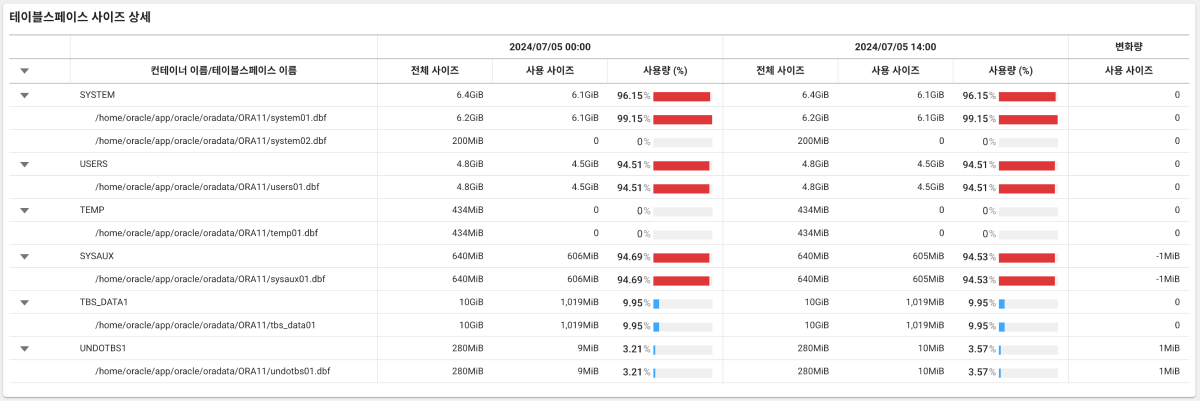 테이블스페이스 사이즈 상세
2024/07/05 00:00 2024/07/05 14:00 변화량
컨테이너 이름/테이블스페이스 이름 전체 사이즈 사용 사이즈 사용량 (%) 전체 사이즈 사용 사이즈 사용량 (%) 사용 사이즈
SYSTEM 6.4GiB 6.1GiB 96.15% 6.4GiB 6.1GiB 96.15% 0
/home/oracle/app/oracle/oradata/ORA11/system01.dbf 6.2GiB 6.1GiB 99.15% 6.2GiB 6.1GiB 99.15% 0
/home/oracle/app/oracle/oradata/ORA11/system02.dbf 200MiB 0 0% 200MiB 0 0% 0
USERS 4.8GiB 4.5GiB 94.51% 4.8GiB 4.5GiB 94.51% 0
/home/oracle/app/oracle/oradata/ORA11/users01.dbf 4.8GiB 4.5GiB 94.51% 4.8GiB 4.5GiB 94.51% 0
TEMP 434MiB 0 0% 434MiB 0 0% 0
/home/oracle/app/oracle/oradata/ORA11/temp01.dbf 434MiB 0 0% 434MiB 0 0% 0
SYSAUX 640MiB 606MiB 94.69% 640MiB 605MiB 94.53% -1MiB
/home/oracle/app/oracle/oradata/ORA11/sysaux01.dbf 640MiB 606MiB 94.69% 640MiB 605MiB 94.53% -1MiB
TBS_DATA1 10GiB 1,019MiB 9.95% 10GiB 1,019MiB 9.95% 0
/home/oracle/app/oracle/oradata/ORA11/tbs_data01 10GiB 1,019MiB 9.95% 10GiB 1,019MiB 9.95% 0
UNDOTBS1 280MiB 9MiB 3.21% 280MiB 10MiB 3.57% 1MiB
/home/oracle/app/oracle/oradata/ORA11/undotbs01.dbf 280MiB 9MiB 3.21% 280MiB 10MiB 3.57% 1MiB